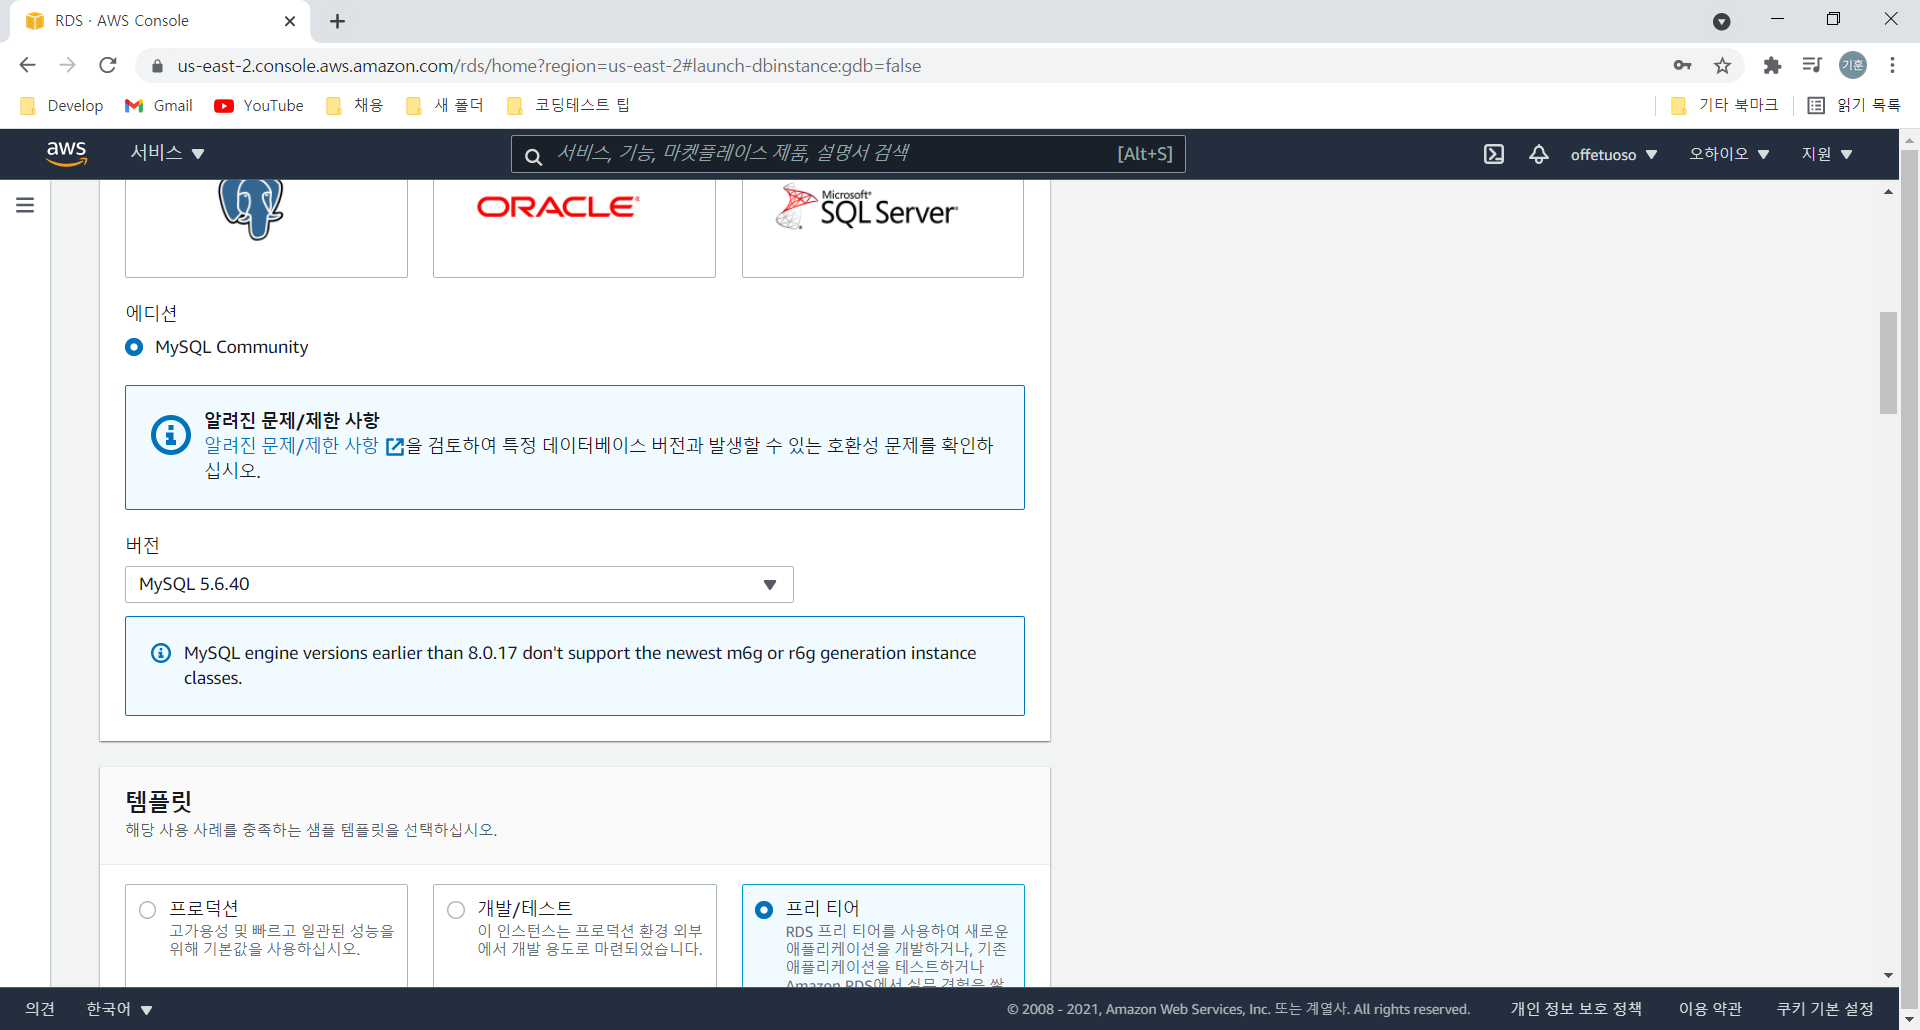 RDS · AWS Console
us-east-2.console.aws.amazon.com/rds/home?region=us-east-2#launch-dbinstance:gdb=false
기훈
Develop
Gmail
YouTube
채용
새 폴더
코딩테스트 팁
기타 북마크
읽기 목록
aws
서비스
서비스, 기능, 마켓플레이스 제품, 설명서 검색
[Alt+S]
offetuoso
오하이오
지원
ORACLE
Microsoft
SQL Server
에디션
MySQL Community
알려진 문제/제한 사항
알려진 문제/제한 사항 을 검토하여 특정 데이터베이스 버전과 발생할 수 있는 호환성 문제를 확인하
십시오.
버전
MySQL 5.6.40
MySQL engine versions earlier than 8.0.17 don't support the newest m6g or r6g generation instance
classes.
템플릿
해당 사용 사례를 충족하는 샘플 템플릿을 선택하십시오.
프로덕션
고가용성 및 빠르고 일관된 성능을
위해 기본값을 사용하십시오.
개발/테스트
이 인스턴스는 프로덕션 환경 외부
에서 개발 용도로 마련되었습니다.
프리 티어
RDS 프리 티어를 사용하여 새로운
애플리케이션을 개발하거나, 기존
애플리케이션을 테스트하거나
Amazon RDS에서 실무 경험을 쌓
의견
한국어
© 2008 - 2021, Amazon Web Services, Inc. 또는 계열사. All rights reserved.
개인 정보 보호 정책
이용 약관
쿠키 기본 설정